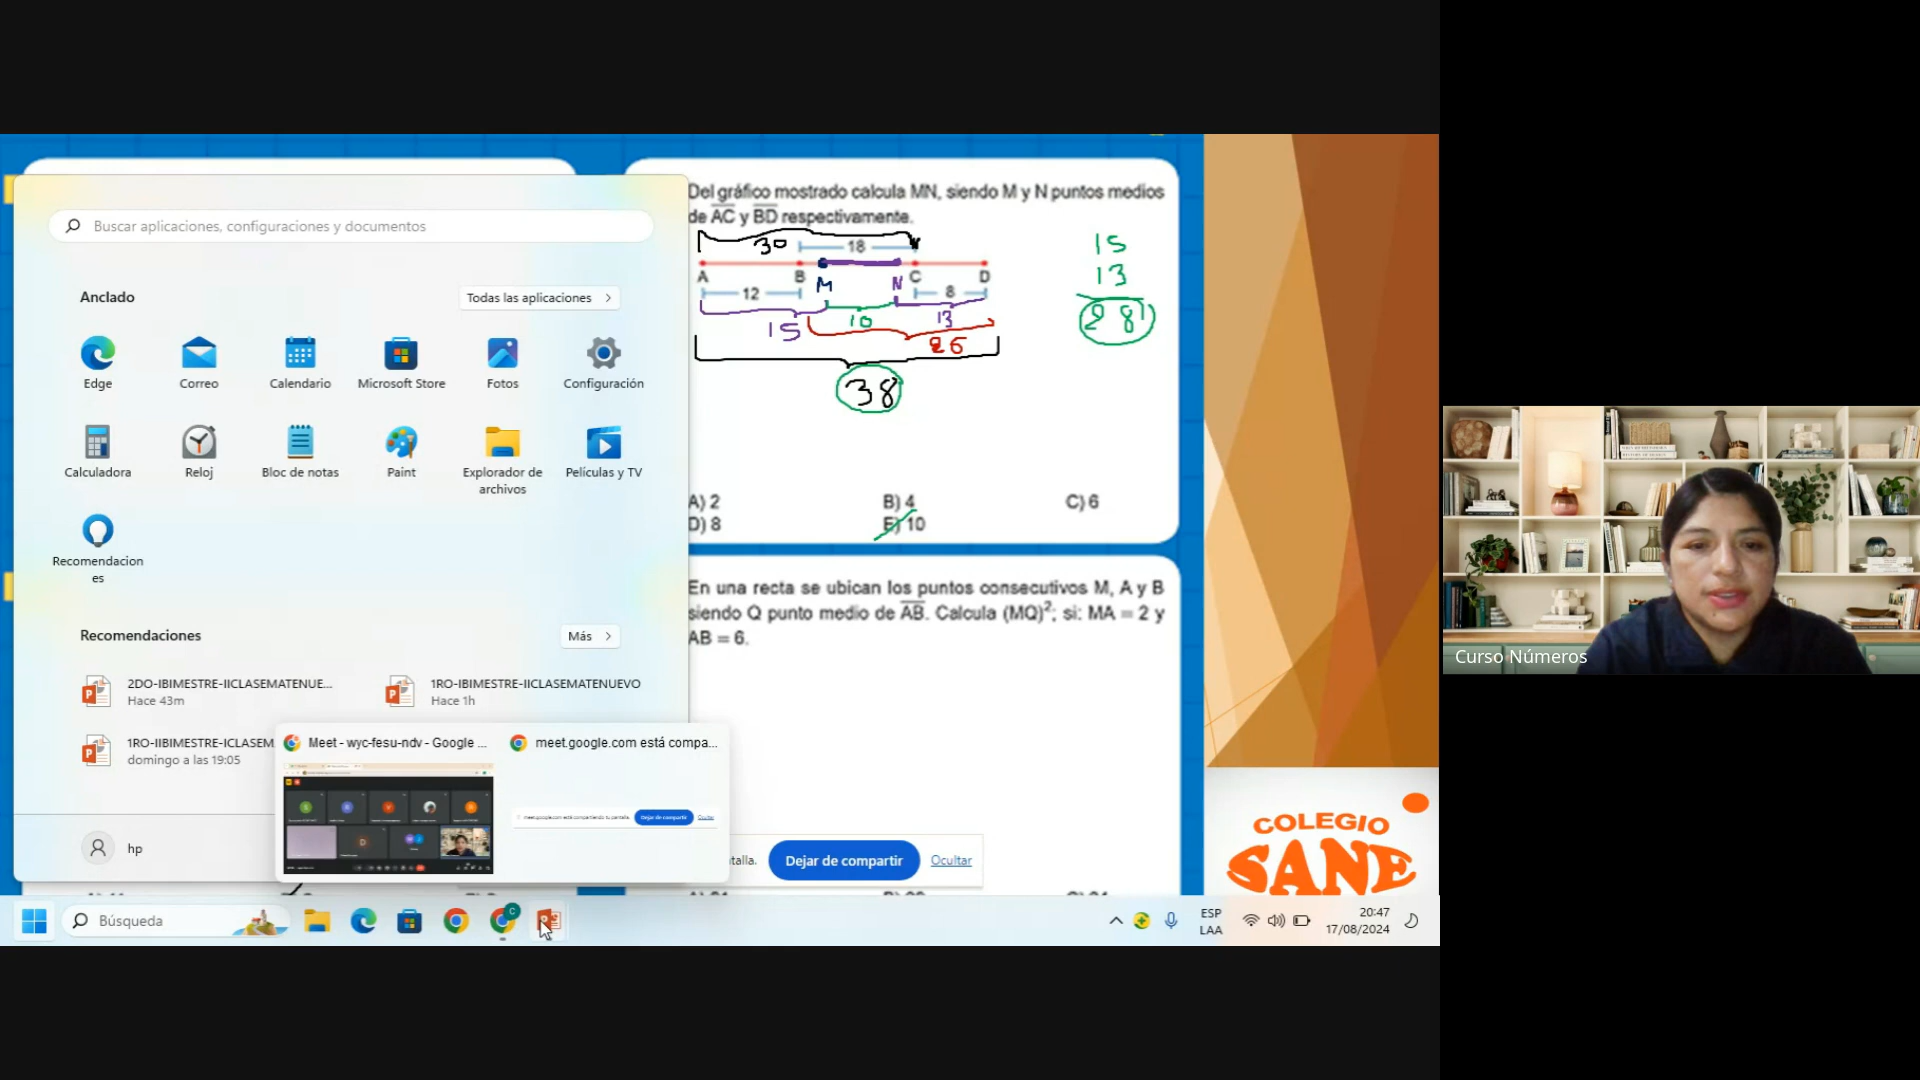 Buscar aplicaciones, configuraciones y documentos
Anclado
Todas las aplicaciones
Edge
Correo
Calendario
Microsoft Store
Fotos
Configuración
Calculadora
Reloj
Bloc de notas
Paint
Explorador de
archivos
Películas y TV
Recomendacion
es
Recomendaciones
Más
2DO-IBIMESTRE-IICLASEMATENUE...
Hace 43m
1RO-IBIMESTRE-IICLASEMATENUEVO
Hace 1h
1RO-IIBIMESTRE-ICLASEM
domingo a las 19:05
Meet - wyc-fesu-ndv - Google ...
meet.google.com está compa...
Dejar de compartir
Ocultar
hp
Del gráfico mostrado calcula MN, siendo M y N puntos medios
de AC y BD respectivamente.
30
18
A B M N C D
12
8
15
10
13
26
38
15
13
28
A) 2
B) 4
C) 6
D) 8
E) 10
En una recta se ubican los puntos consecutivos M, A y B
siendo Q punto medio de AB. Calcula (MQ)²; si: MA = 2 y
AB = 6.
talla.
Dejar de compartir
Ocultar
COLEGIO
SANE
Búsqueda
ESP
LAA
20:47
17/08/2024
Curso Números